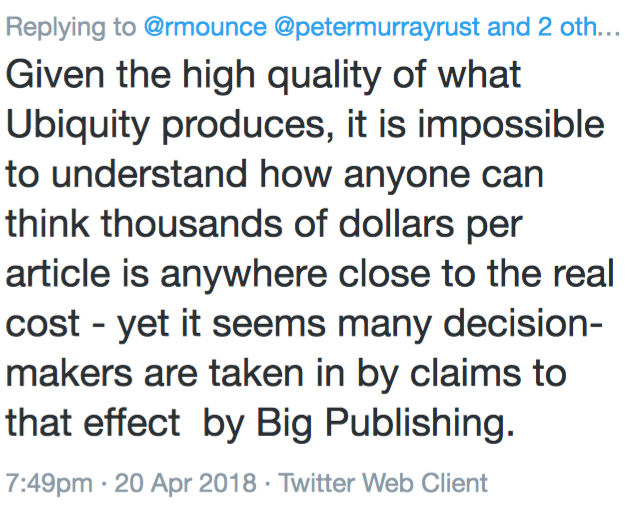 Replying to @rmounce @petermurrayrust and 2 oth...
Given the high quality of what
Ubiquity produces, it is impossible
to understand how anyone can
think thousands of dollars per
article is anywhere close to the real
cost - yet it seems many decision-
makers are taken in by claims to
that effect  by Big Publishing.
7:49pm · 20 Apr 2018 · Twitter Web Client